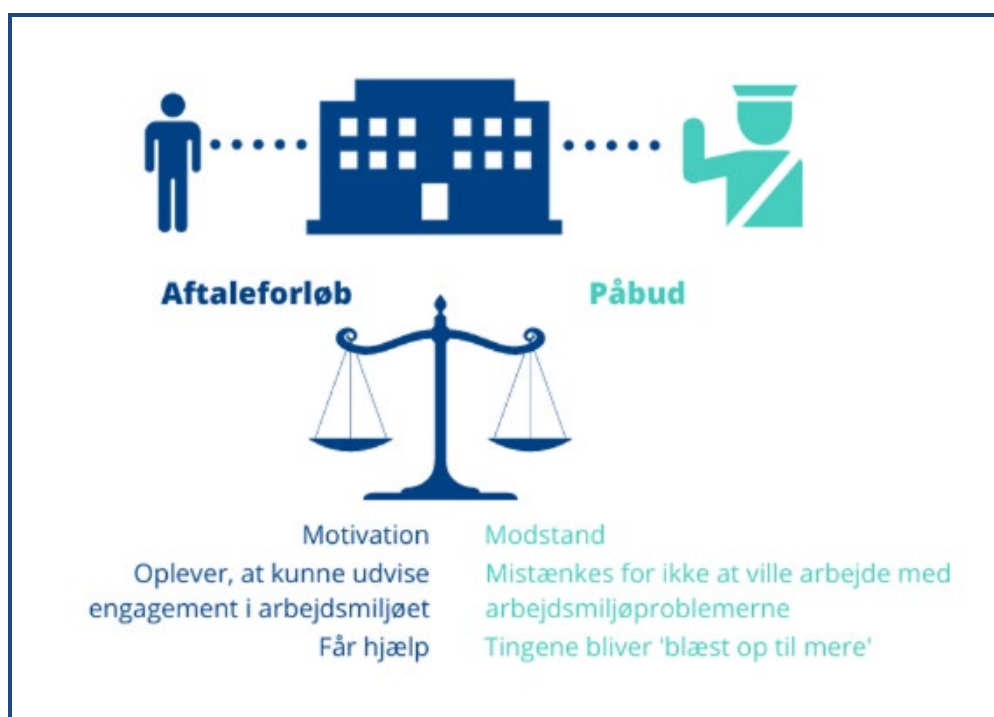 Aftaleforløb
Påbud
Motivation
Oplever, at kunne udvise
engagement i arbejdsmiljøet
Får hjælp
Modstand
Mistænkes for ikke at ville arbejde med
arbejdsmiljøproblemerne
Tingene bliver 'blæst op til mere'